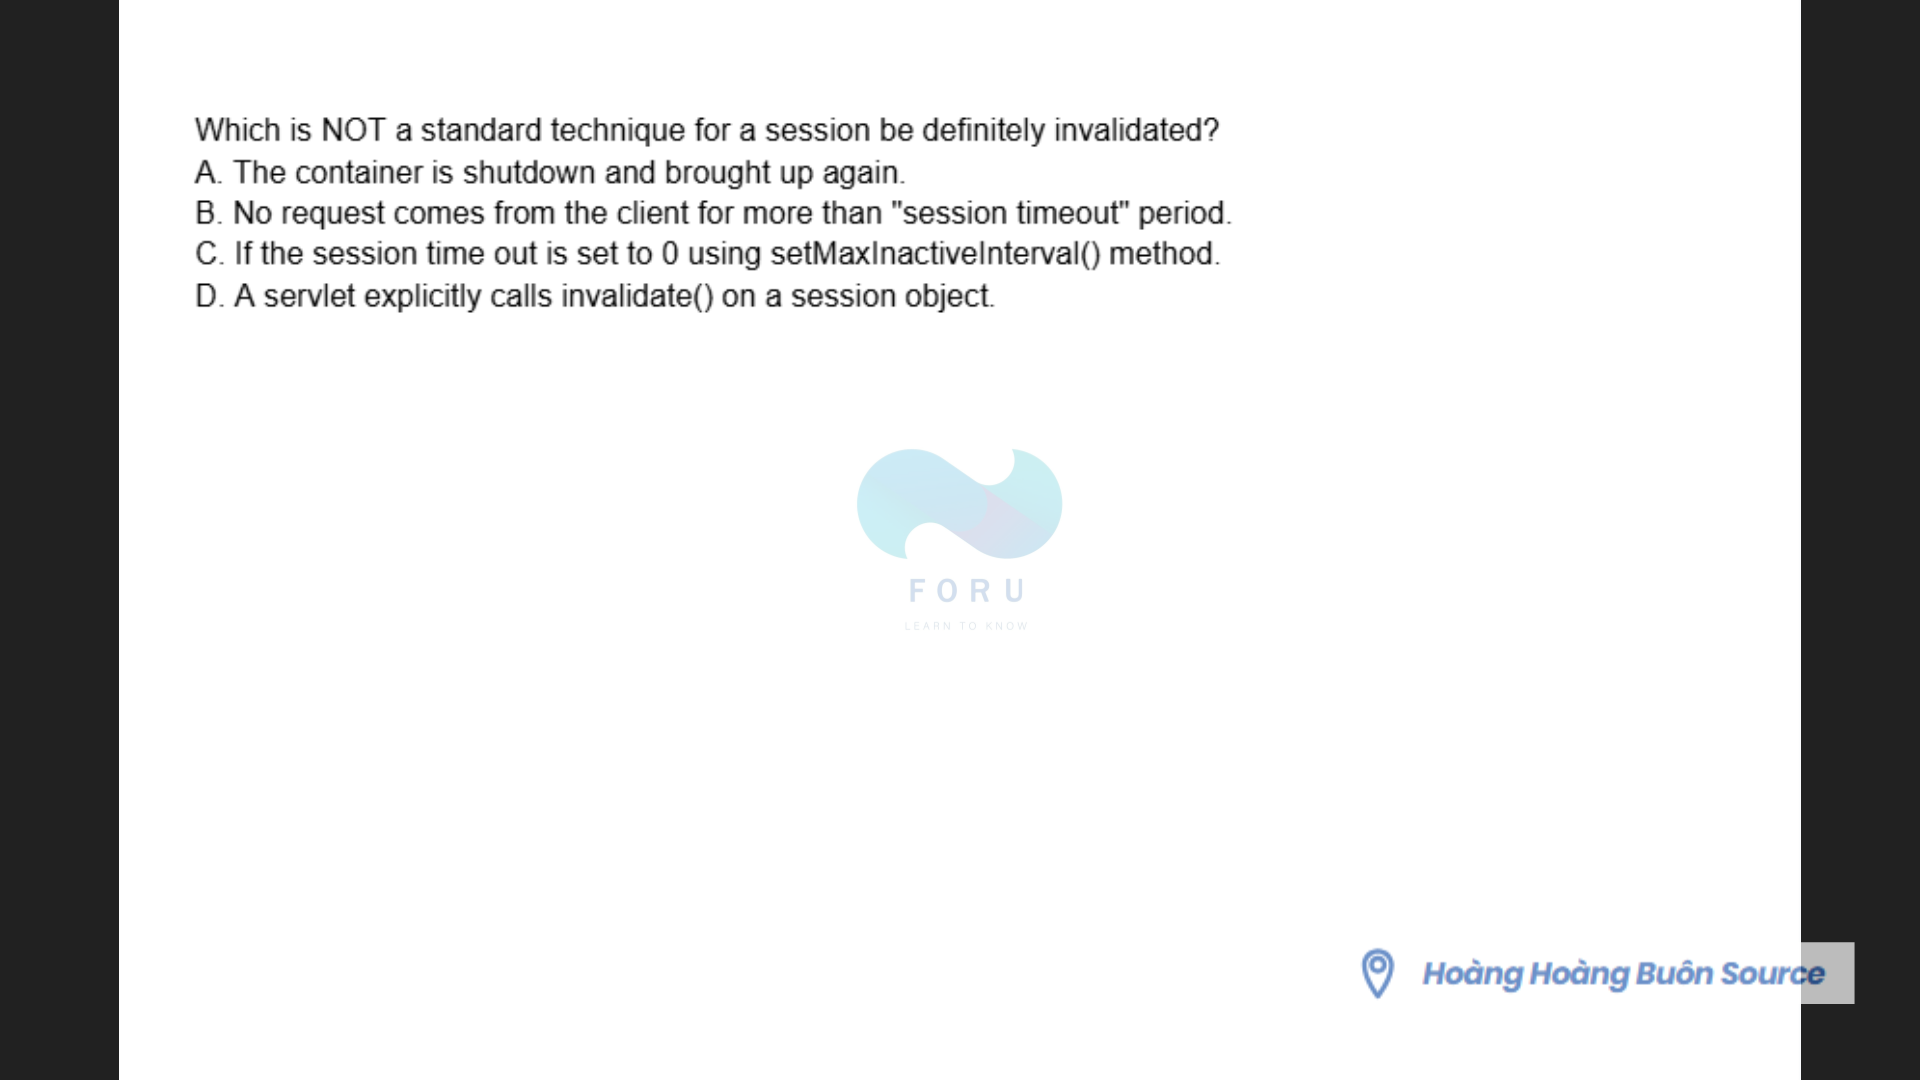 Which is NOT a standard technique for a session be definitely invalidated?
A. The container is shutdown and brought up again.
B. No request comes from the client for more than "session timeout" period.
C. If the session time out is set to 0 using setMaxInactiveInterval() method.
D. A servlet explicitly calls invalidate() on a session object.
FORU
LEARN TO KNOW
Hoàng Hoàng Buôn Source